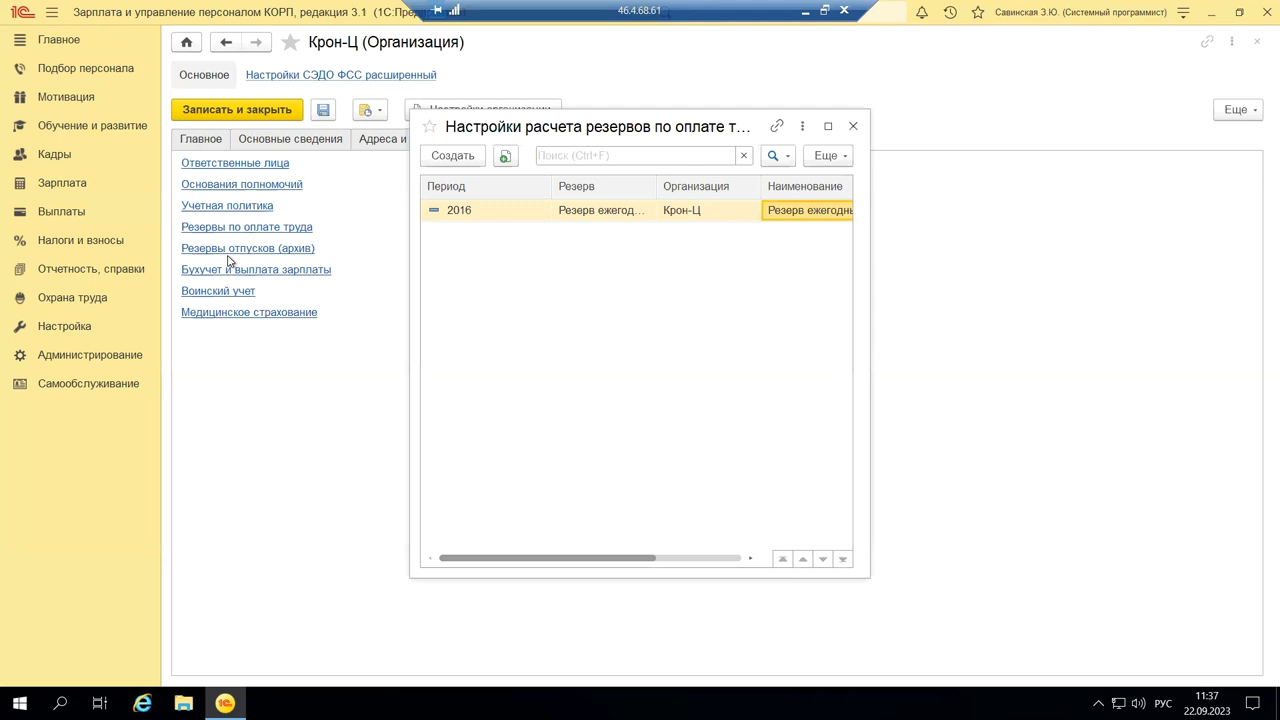 Зарплата и управление персоналом КОРП, редакция 3.1 (1С:Пред
46.4.68.61
Савинская З.Ю. (Системный программист)
Главное
Подбор персонала
Мотивация
Обучение и развитие
Кадры
Зарплата
Выплаты
Налоги и взносы
Отчетность, справки
Охрана труда
Настройка
Администрирование
Самообслуживание
Крон-Ц (Организация)
Основное
Настройки СЭДО ФСС расширенный
Записать и закрыть
Настройки организации
Еще
Главное
Основные сведения
Адреса и
Ответственные лица
Основания полномочий
Учетная политика
Резервы по оплате труда
Резервы отпусков (архив)
Бухучет и выплата зарплаты
Воинский учет
Медицинское страхование
Настройки расчета резервов по оплате т...
Создать
Поиск (Ctrl+F)
Еще
Период Резерв Организация Наименование
2016 Резерв ежегод... Крон-Ц Резерв ежегодны
РУС
11:37
22.09.2023